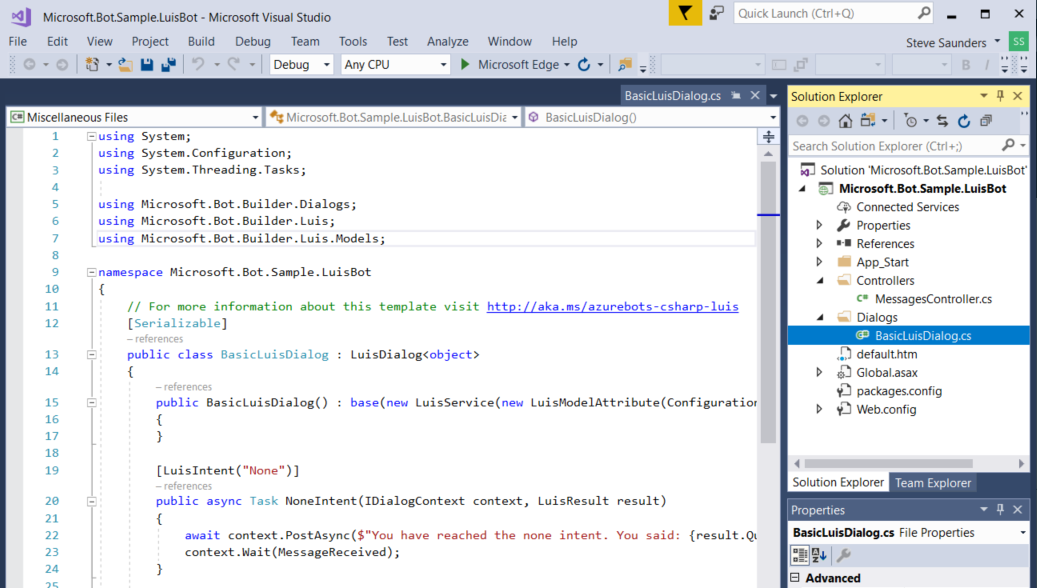 Microsoft.Bot.Sample.LuisBot - Microsoft Visual Studio
Quick Launch (Ctrl+Q)
File Edit View Project Build Debug Team Tools Test Analyze Window Help
Steve Saunders SS
Debug Any CPU Microsoft Edge
BasicLuisDialog.cs
Miscellaneous Files Microsoft.Bot.Sample.LuisBot.BasicLuisDia BasicLuisDialog()
1 using System;
2 using System.Configuration;
3 using System.Threading.Tasks;
4
5 using Microsoft.Bot.Builder.Dialogs;
6 using Microsoft.Bot.Builder.Luis;
7 using Microsoft.Bot.Builder.Luis.Models;
8
9 namespace Microsoft.Bot.Sample.LuisBot
10 {
11 // For more information about this template visit http://aka.ms/azurebots-csharp-luis
12 [Serializable]
– references
13 public class BasicLuisDialog : LuisDialog<object>
14 {
– references
15 public BasicLuisDialog() : base(new LuisService(new LuisModelAttribute(Configuration
16 {
17 }
18
19 [LuisIntent("None")]
– references
20 public async Task NoneIntent(IDialogContext context, LuisResult result)
21 {
22 await context.PostAsync($"You have reached the none intent. You said: {result.Qu
23 context.Wait(MessageReceived);
24 }
25
Solution Explorer
Search Solution Explorer (Ctrl+;)
Solution 'Microsoft.Bot.Sample.LuisBot'
Microsoft.Bot.Sample.LuisBot
Connected Services
Properties
References
App_Start
Controllers
C# MessagesController.cs
Dialogs
C# BasicLuisDialog.cs
default.htm
Global.asax
packages.config
Web.config
Solution Explorer Team Explorer
Properties
BasicLuisDialog.cs File Properties
Advanced